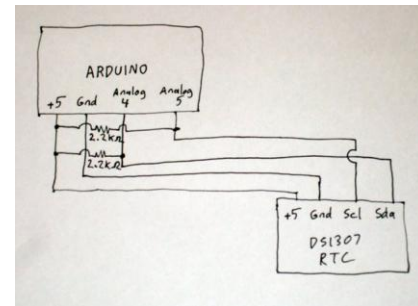 ARDUINO
+5 Gnd Analog 4 Analog 5
2.2kΩ
2.2kΩ
+5 Gnd Scl Sda
DS1307
RTC